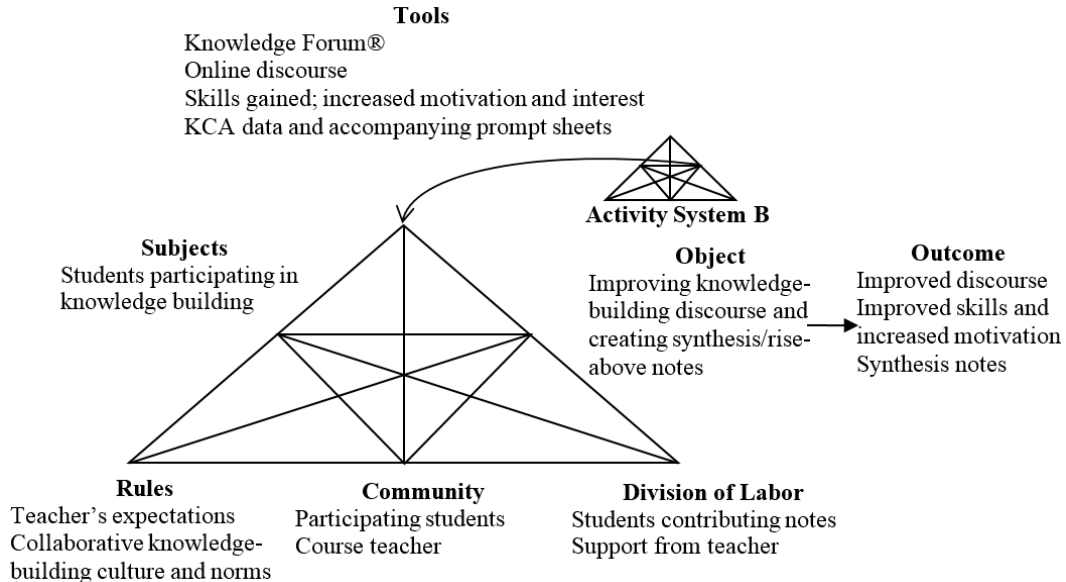 Tools
Knowledge Forum®
Online discourse
Skills gained; increased motivation and interest
KCA data and accompanying prompt sheets
Activity System B
Subjects
Students participating in
knowledge building
Object
Improving knowledge-
building discourse and
creating synthesis/rise-
above notes
Outcome
Improved discourse
Improved skills and
increased motivation
Synthesis notes
Rules
Teacher’s expectations
Collaborative knowledge-
building culture and norms
Community
Participating students
Course teacher
Division of Labor
Students contributing notes
Support from teacher